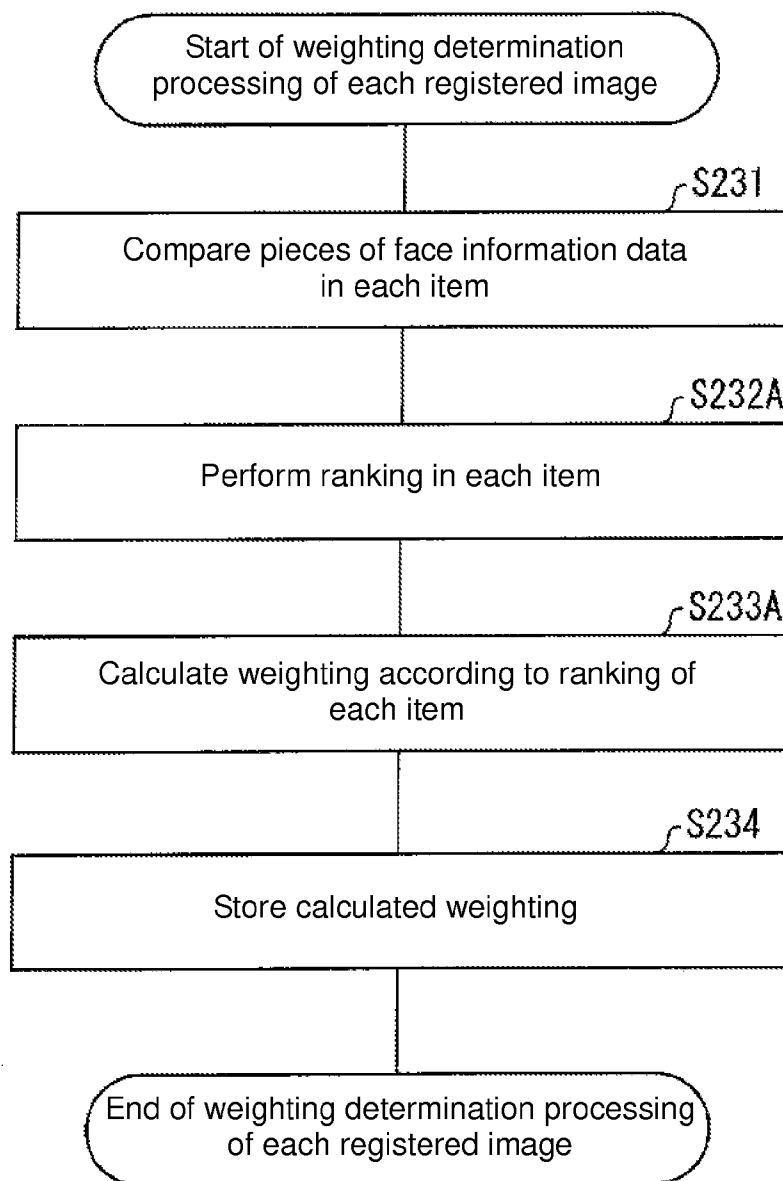 Start of weighting determination
processing of each registered image
S231
Compare pieces of face information data
in each item
S232A
Perform ranking in each item
S233A
Calculate weighting according to ranking of
each item
S234
Store calculated weighting
End of weighting determination processing
of each registered image